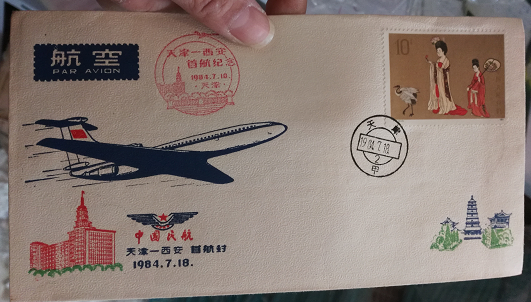 航空
PAR AVION
天津一西安
首航纪念
1984.7.18
·天津·
10
天津
1984.7.18
2
甲
中国民航
天津一西安 首航封
1984.7.18.